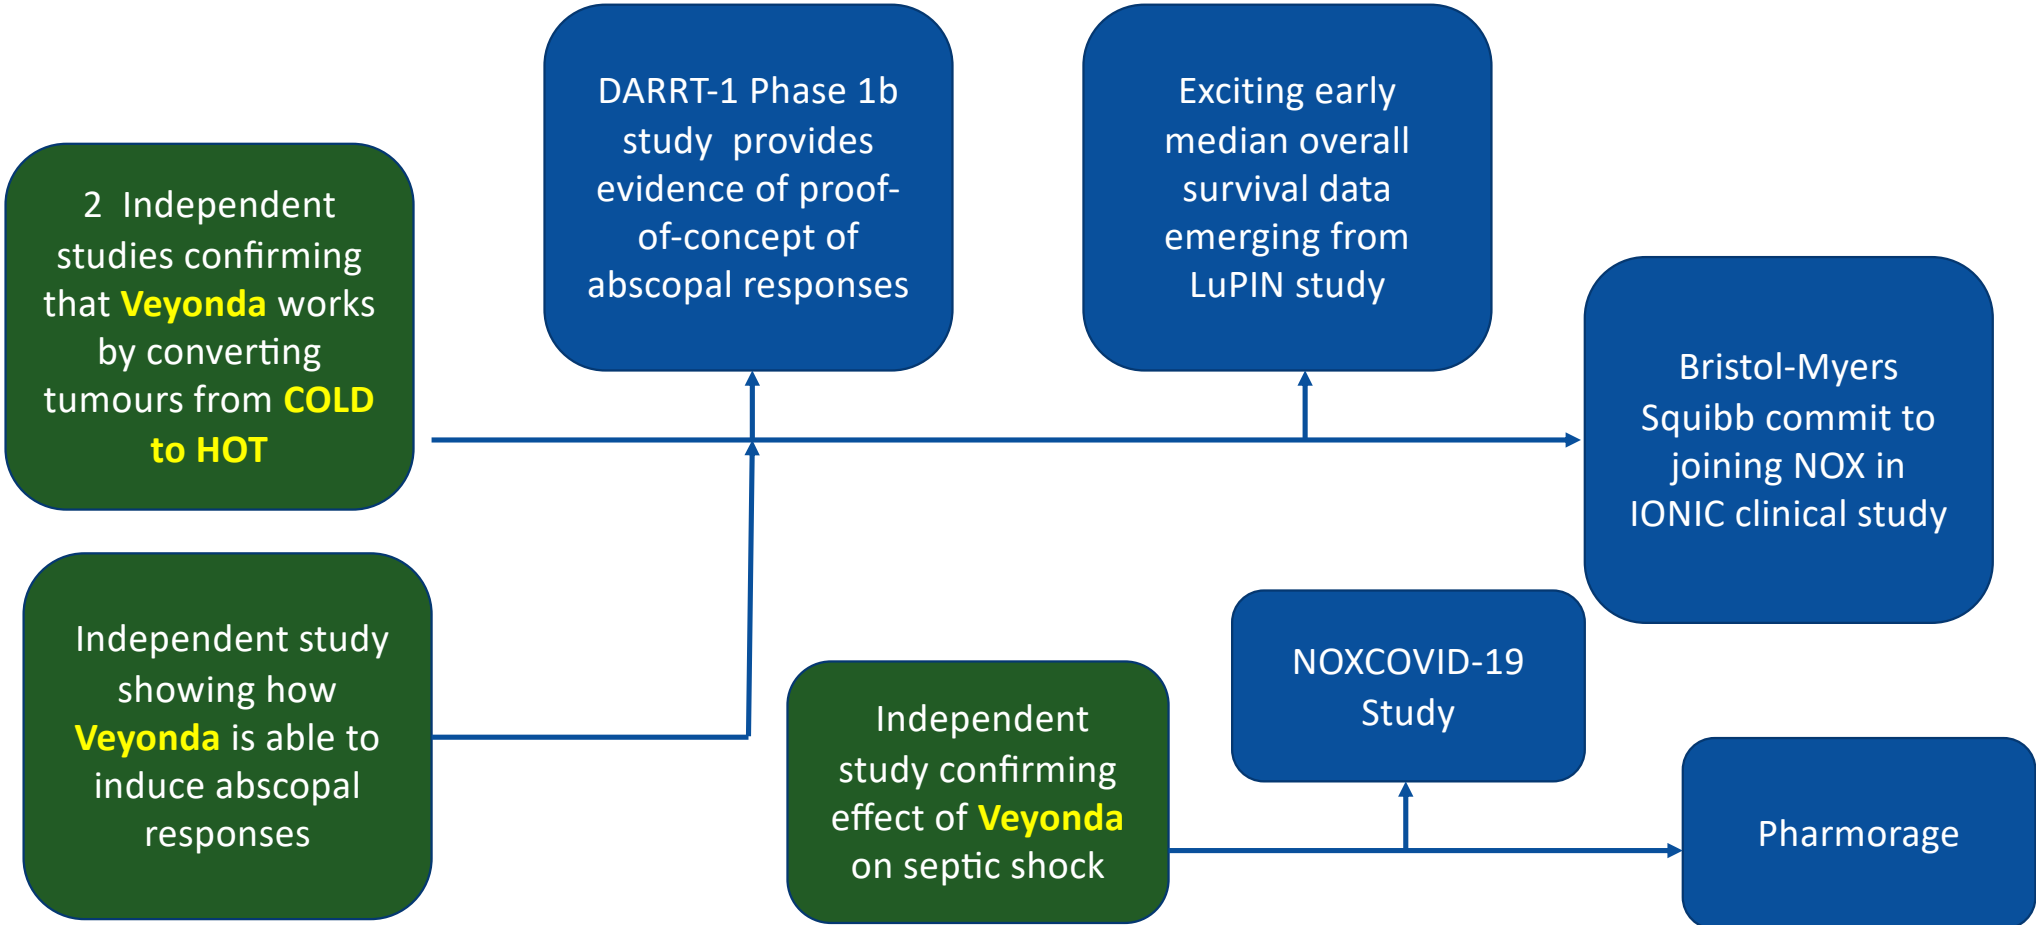 2 Independent
studies confirming
that Veyonda works
by converting
tumours from COLD
to HOT
DARRT-1 Phase 1b
study provides
evidence of proof-
of-concept of
abscopal responses
Exciting early
median overall
survival data
emerging from
LuPIN study
Bristol-Myers
Squibb commit to
joining NOX in
IONIC clinical study
Independent study
showing how
Veyonda is able to
induce abscopal
responses
Independent
study confirming
effect of Veyonda
on septic shock
NOXCOVID-19
Study
Pharmorage